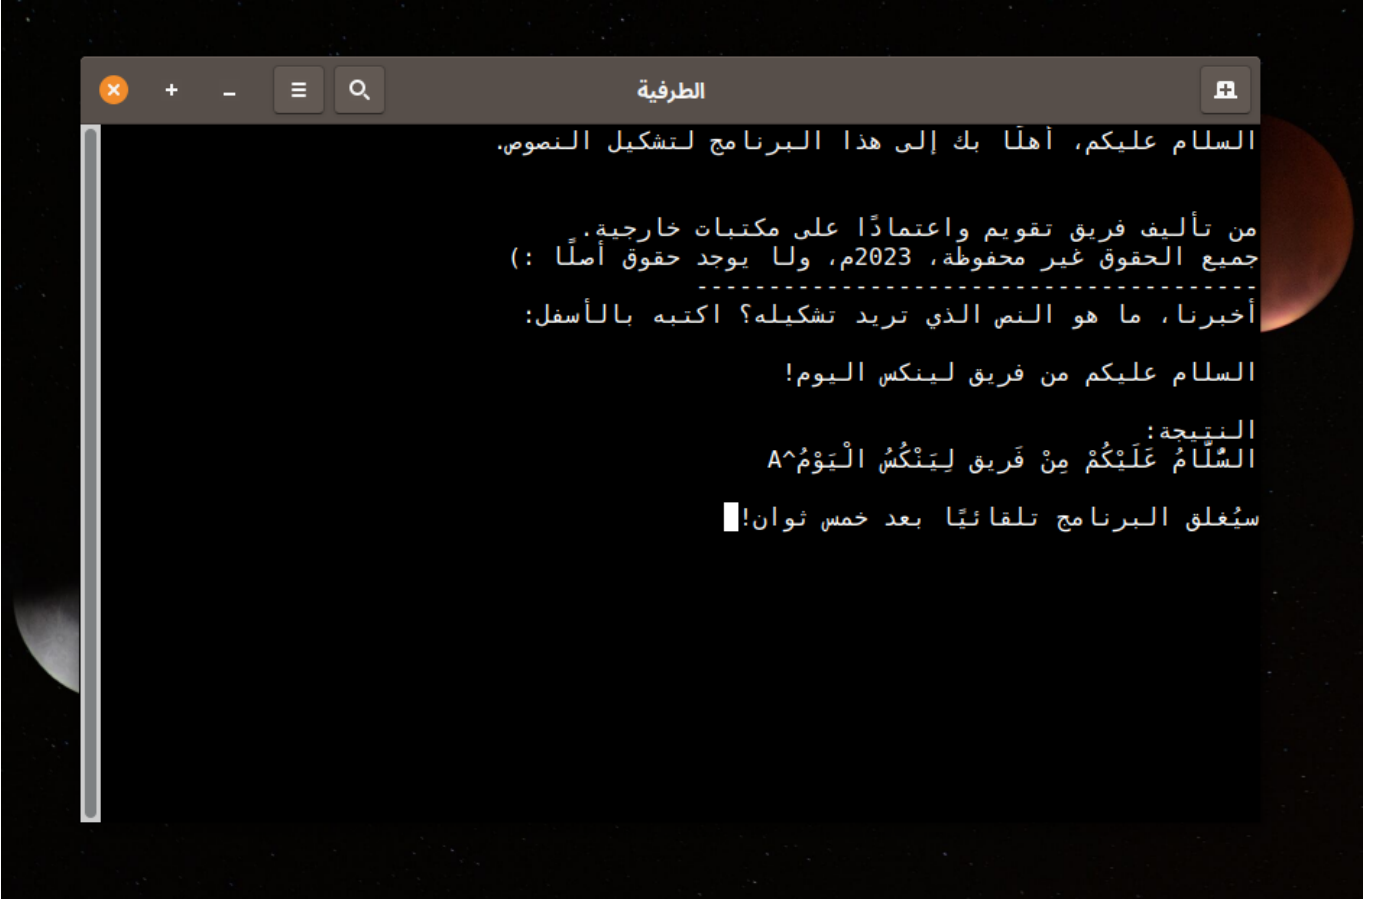 الطرفية
السلام عليكم، أهلًا بك إلى هذا البرنامج لتشكيل النصوص.
من تأليف فريق تقويم واعتمادًا على مكتبات خارجية.
جميع الحقوق غير محفوظة، 2023م، ولا يوجد حقوق أصلًا :)
---------------------------------------
أخبرنا، ما هو النص الذي تريد تشكيله؟ اكتبه بالأسفل:
السلام عليكم من فريق لينكس اليوم!
النتيجة:
السَّلَّامُ عَلَيْكُمْ مِنْ فَريق لِيَنْكُسُ الْيَوْمُ^A
سيُغلق البرنامج تلقائيًا بعد خمس ثوان!